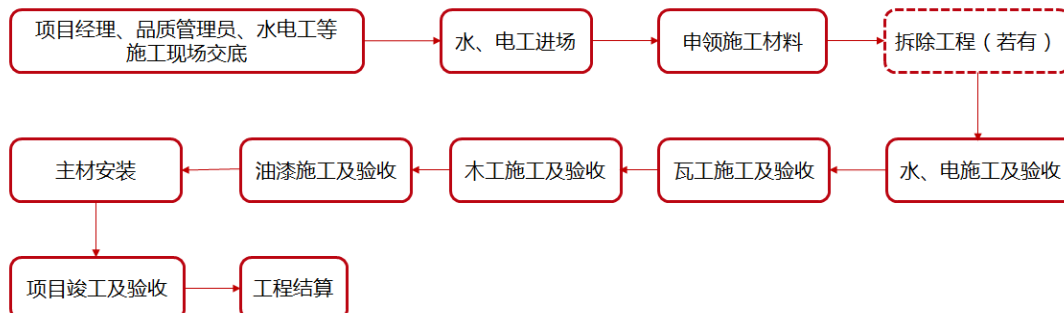 项目经理、品质管理员、水电工等
施工现场交底
水、电工进场
申领施工材料
拆除工程（若有）
水、电施工及验收
瓦工施工及验收
木工施工及验收
油漆施工及验收
主材安装
项目竣工及验收
工程结算